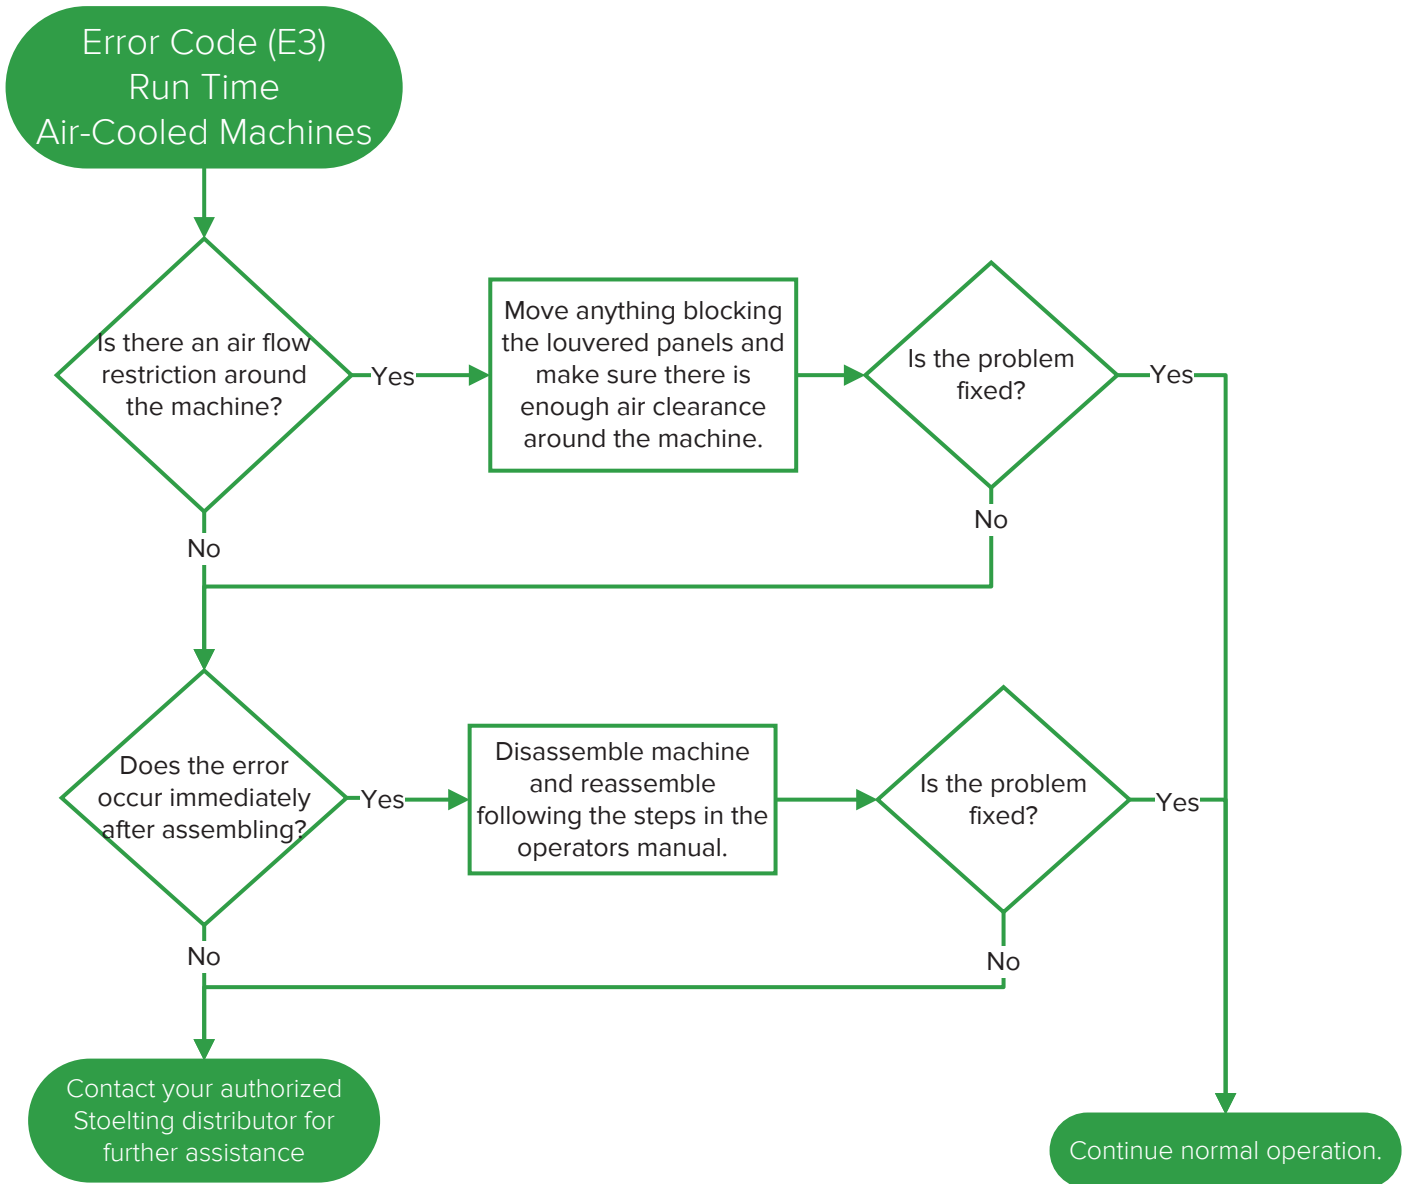 Error Code (E3)
Run Time
Air-Cooled Machines
Is there an air flow
restriction around
the machine?
Yes
Move anything blocking
the louvered panels and
make sure there is
enough air clearance
around the machine.
Is the problem
fixed?
Yes
No
No
Does the error
occur immediately
after assembling?
Yes
Disassemble machine
and reassemble
following the steps in the
operators manual.
Is the problem
fixed?
Yes
No
No
Contact your authorized
Stoelting distributor for
further assistance
Continue normal operation.